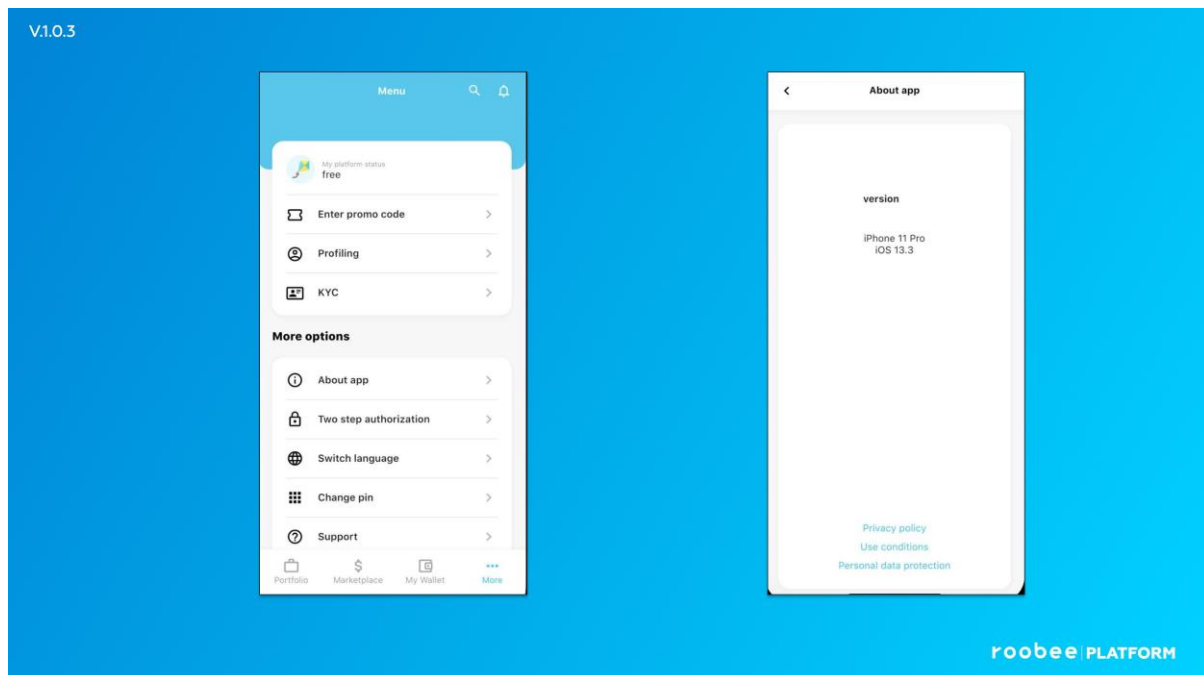 V.1.0.3
Menu
My platform status
free
Enter promo code
Profiling
KYC
More options
About app
Two step authorization
Switch language
Change pin
Support
Portfolio
Marketplace
My Wallet
More
About app
version
iPhone 11 Pro
iOS 13.3
Privacy policy
Use conditions
Personal data protection
roobee|PLATFORM